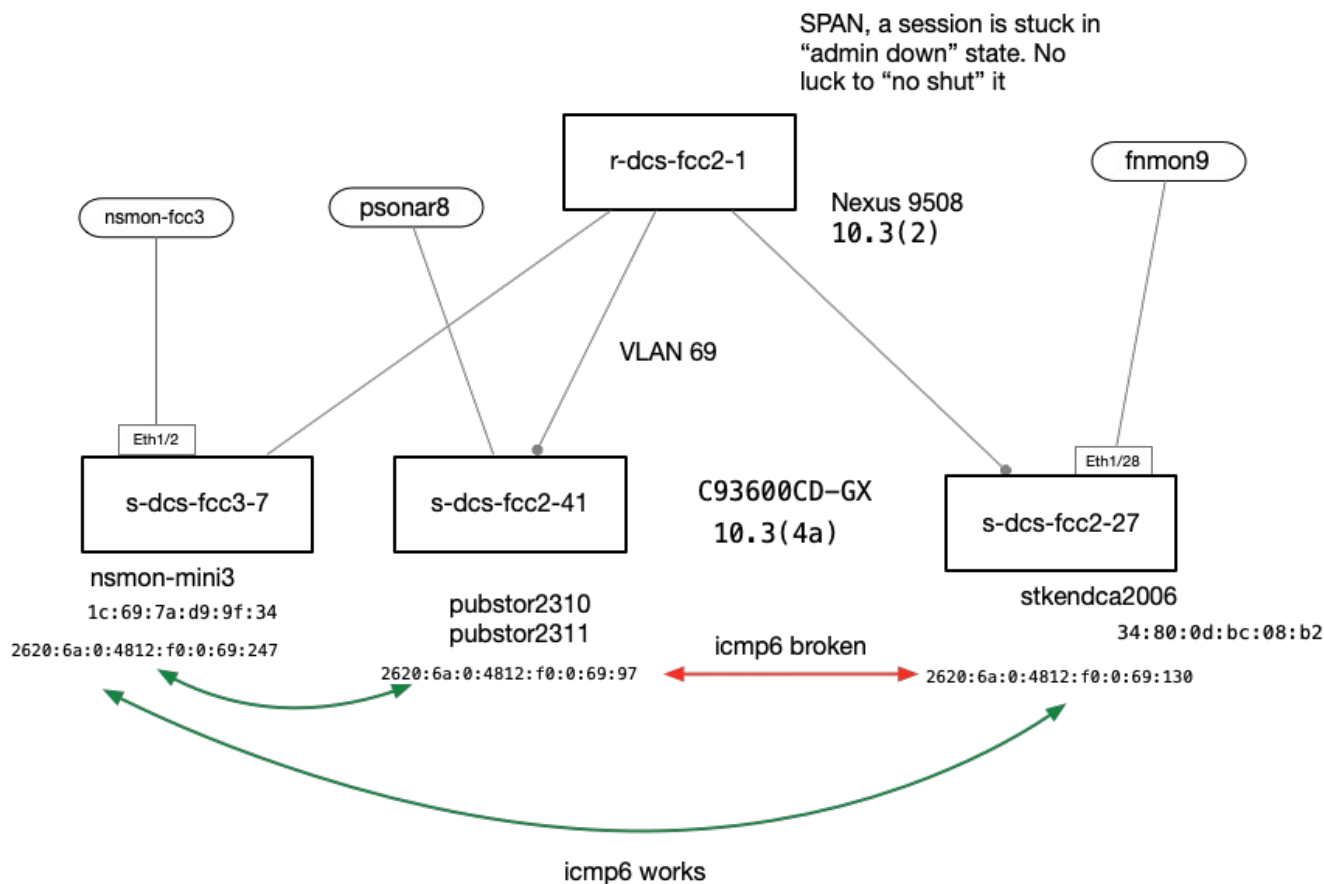 SPAN, a session is stuck in
“admin down” state. No
luck to “no shut” it
r-dcs-fcc2-1
fnmon9
nsmon-fcc3
psonar8
Nexus 9508
10.3(2)
VLAN 69
Eth1/2
Eth1/28
s-dcs-fcc3-7
s-dcs-fcc2-41
C93600CD-GX
10.3(4a)
s-dcs-fcc2-27
nsmon-mini3
1c:69:7a:d9:9f:34
2620:6a:0:4812:f0:0:69:247
pubstor2310
pubstor2311
2620:6a:0:4812:f0:0:69:97
icmp6 broken
stkendca2006
34:80:0d:bc:08:b2
2620:6a:0:4812:f0:0:69:130
icmp6 works